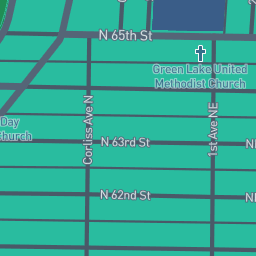 N 65th St
Green Lake United
Methodist Church
Day
Church
Corliss Ave N
1st Ave NE
N 63rd St
N 62nd St